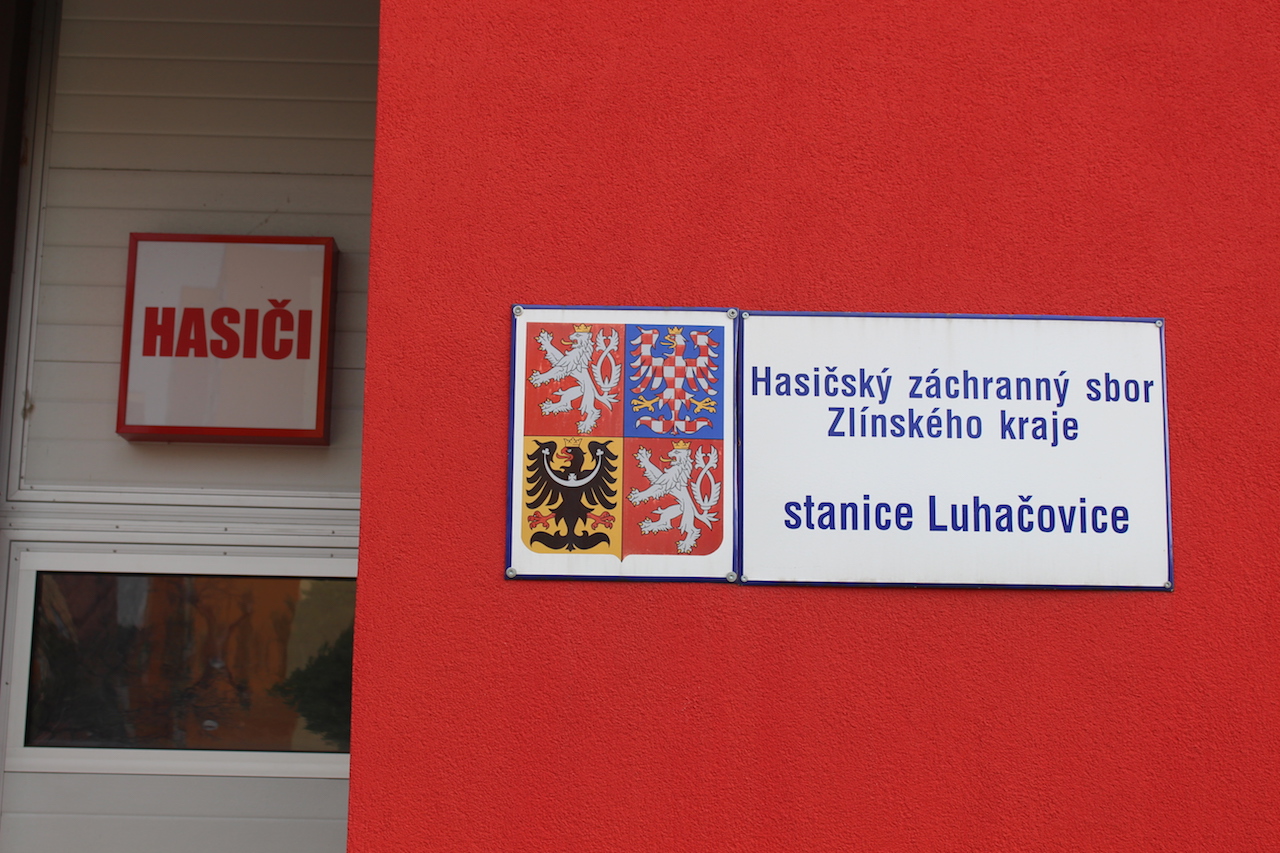 HASIČI
Hasičský záchranný sbor
Zlínského kraje
stanice Luhačovice